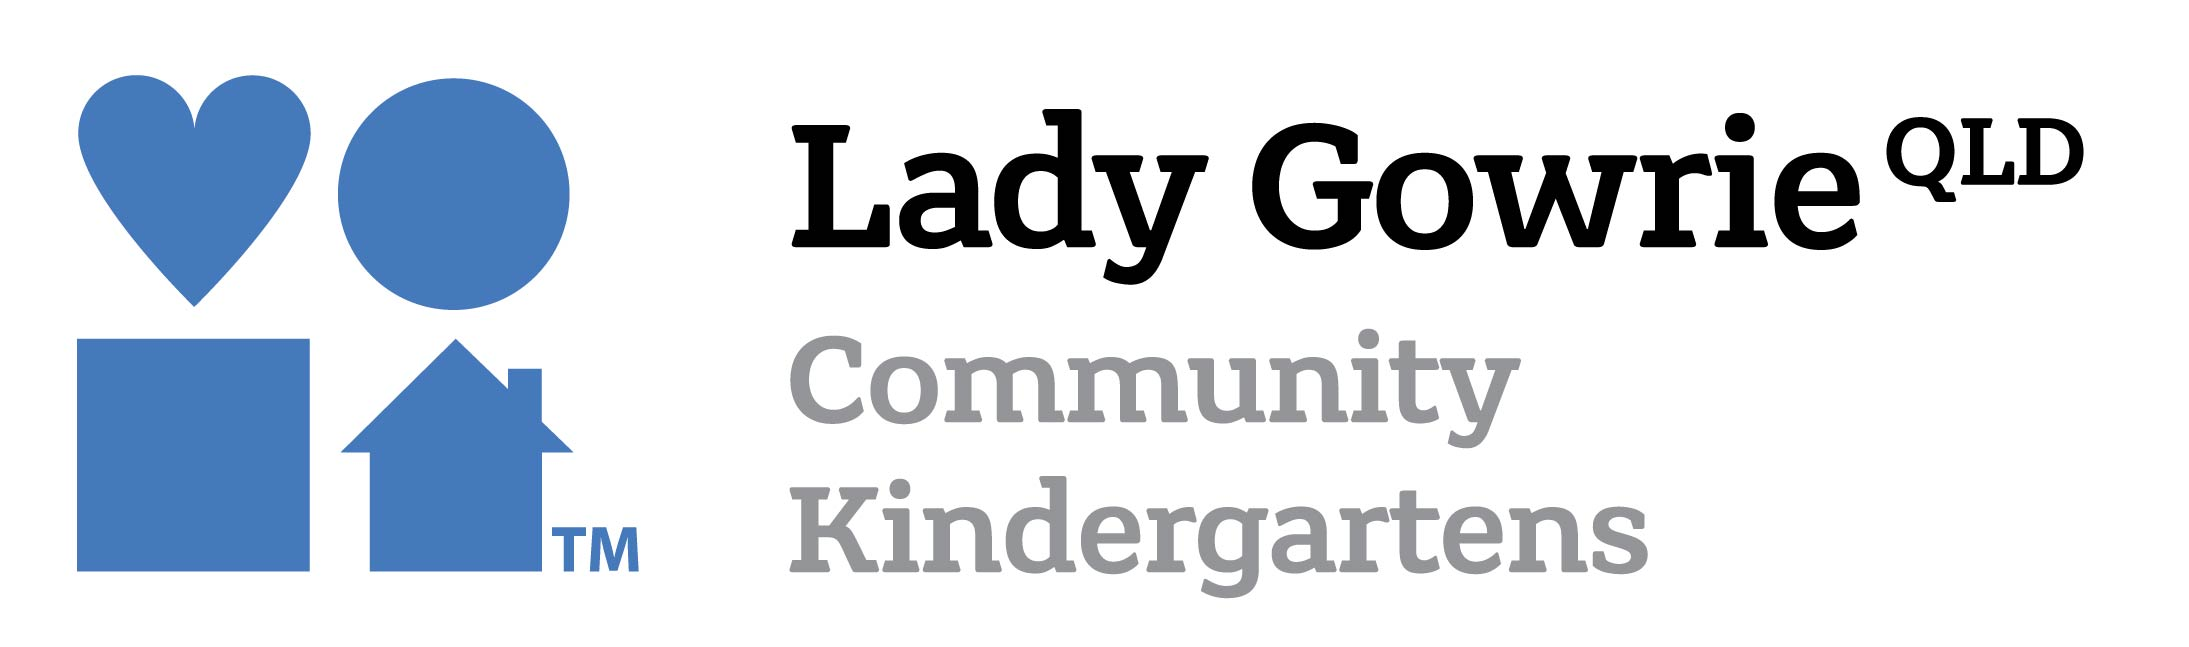 Lady Gowrie QLD
Community
Kindergartens
TM